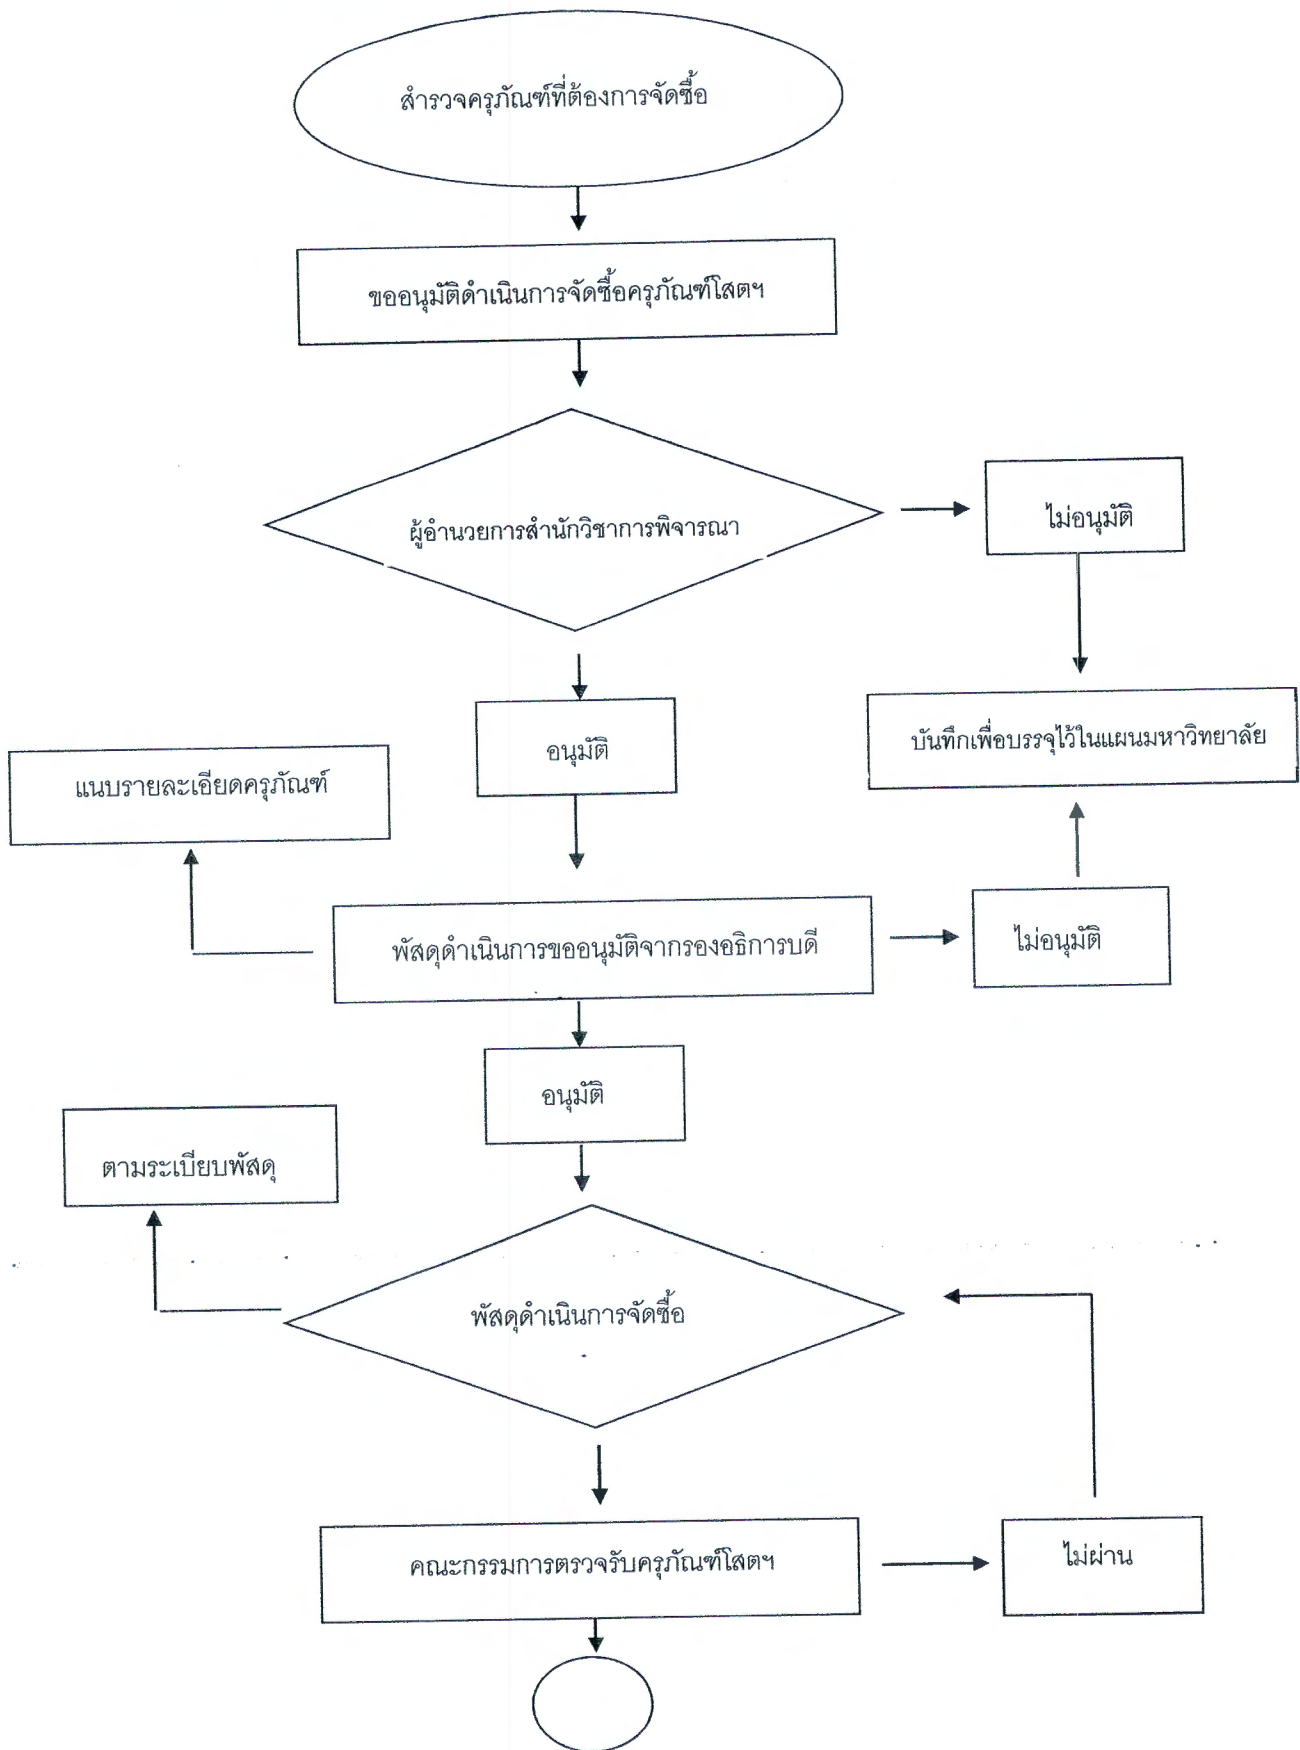 สำรวจครุภัณฑ์ที่ต้องการจัดซื้อ
ขออนุมัติดำเนินการจัดซื้อครุภัณฑ์โสตฯ
ผู้อำนวยการสำนักวิชาการพิจารณา
ไม่อนุมัติ
อนุมัติ
บันทึกเพื่อบรรจุไว้ในแผนมหาวิทยาลัย
แนบรายละเอียดครุภัณฑ์
พัสดุดำเนินการขออนุมัติจากรองอธิการบดี
ไม่อนุมัติ
อนุมัติ
ตามระเบียบพัสดุ
พัสดุดำเนินการจัดซื้อ
คณะกรรมการตรวจรับครุภัณฑ์โสตฯ
ไม่ผ่าน